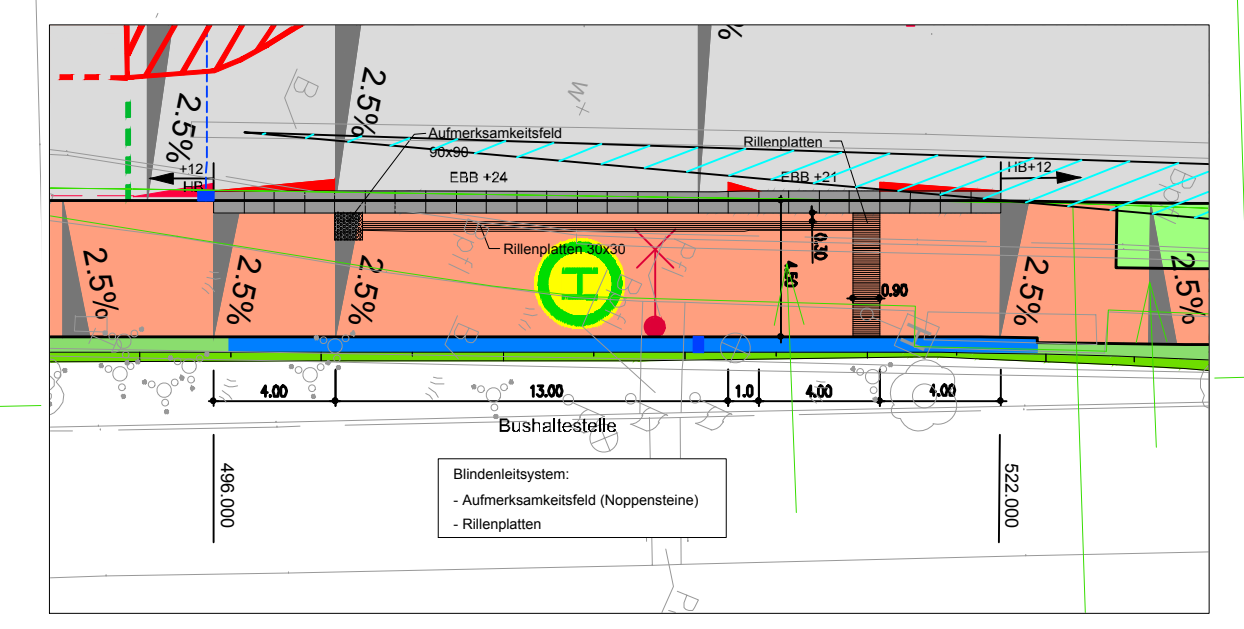 %
2.5%
2.5%
B
W+
Aufmerksamkeitsfeld
90x90
Rillenplatten
+12
HB
EBB +24
EBB +21
HB+12
Rillenplatten 30x30
H
2.5%
2.5%
2.5%
0.30
4.50
0.90
2.5%
2.5%
4.00
13.00
1.0
4.00
4.00
Bushaltestelle
496.000
522.000
Blindenleitsystem:
- Aufmerksamkeitsfeld (Noppensteine)
- Rillenplatten